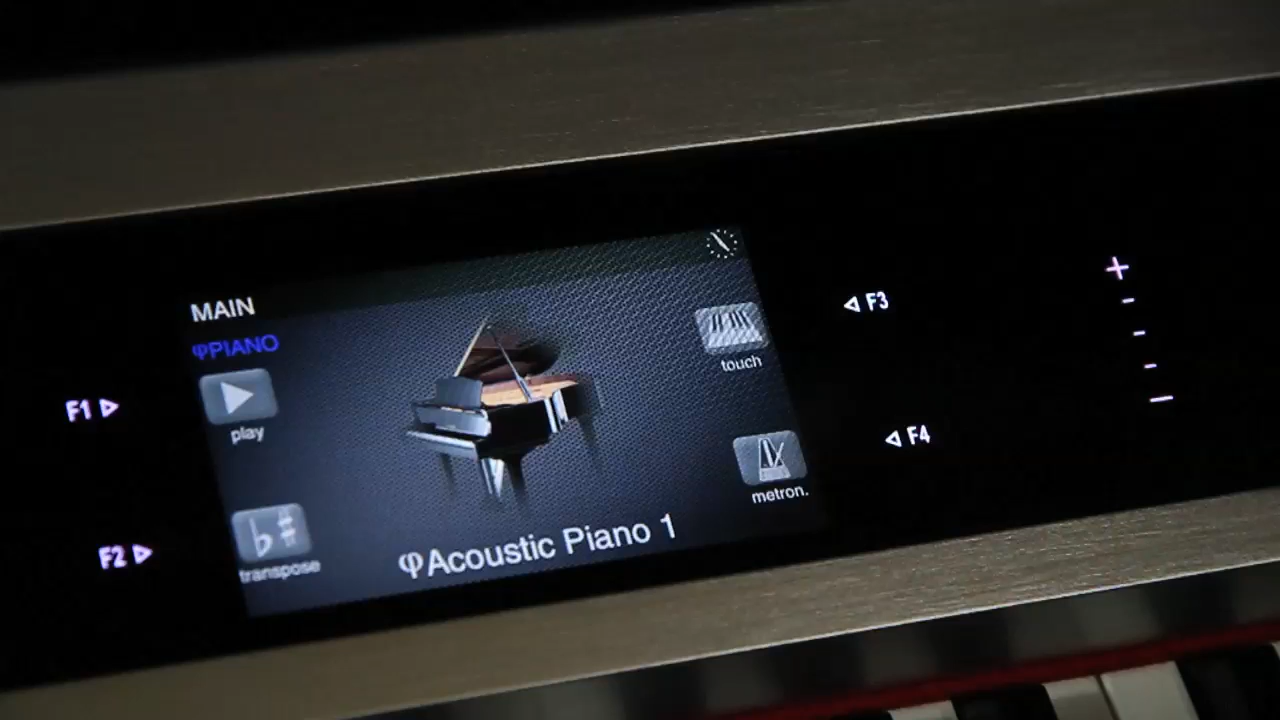 MAIN
φPIANO
F1
play
F2
transpose
φAcoustic Piano 1
touch
F3
metron.
F4
+
−